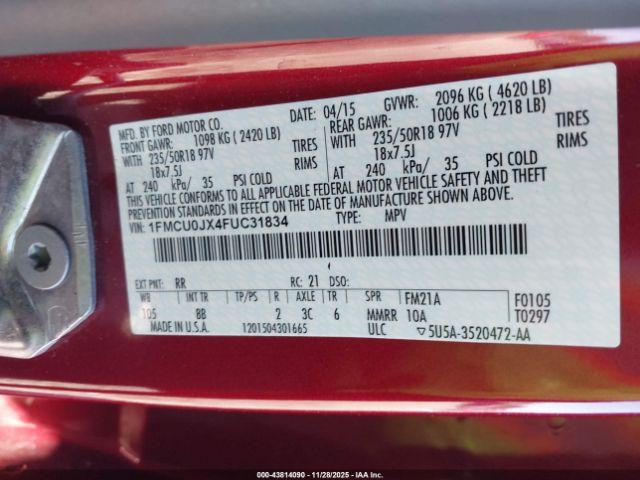 MFD. BY FORD MOTOR CO. DATE: 04/15 GVWR: 2096 KG ( 4620 LB)
FRONT GAWR: 1098 KG ( 2420 LB) REAR GAWR: 1006 KG ( 2218 LB)
WITH 235/50R18 97V TIRES WITH 235/50R18 97V TIRES
18x7.5J RIMS 18x7.5J RIMS
AT 240 kPa/ 35 PSI COLD AT 240 kPa/ 35 PSI COLD
THIS VEHICLE CONFORMS TO ALL APPLICABLE FEDERAL MOTOR VEHICLE SAFETY AND THEFT
PREVENTION STANDARDS IN EFFECT ON THE DATE OF MANUFACTURE SHOWN ABOVE.
VIN: 1FMCU0JX4FUC31834 TYPE: MPV
EXT PNT: RR RC: 21 DSO:
WB INT TR TP/PS R AXLE TR SPR FM21A F0105
105 8B 2 3C 6 MMRR 10A T0297
MADE IN U.S.A. 1201504301665 ULC ▽5U5A-3520472-AA
000-43814090 - 11/28/2025 - IAA Inc.